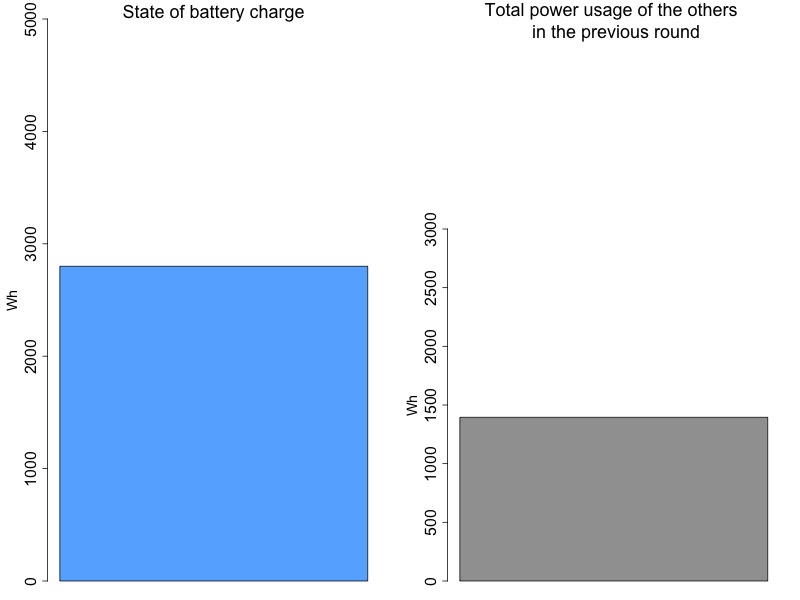 State of battery charge
5000
4000
3000
2000
1000
0
Wh
Total power usage of the others
in the previous round
3000
2500
2000
1500
1000
500
0
Wh